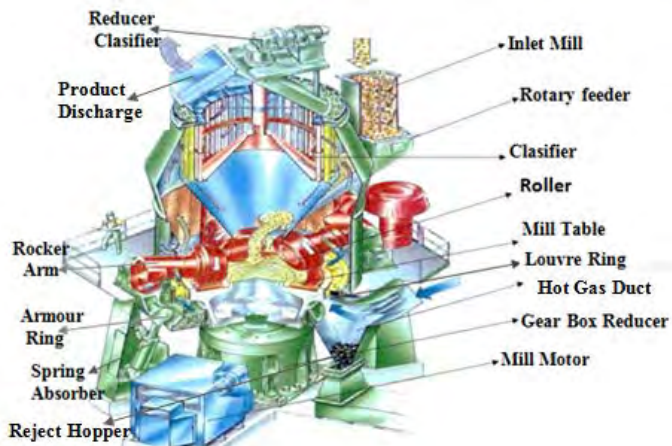 Reducer
Clasifier
Product
Discharge
Rocker
Arm
Armour
Ring
Spring
Absorber
Reject Hopper
Inlet Mill
Rotary feeder
Clasifier
Roller
Mill Table
Louvre Ring
Hot Gas Duct
Gear Box Reducer
Mill Motor